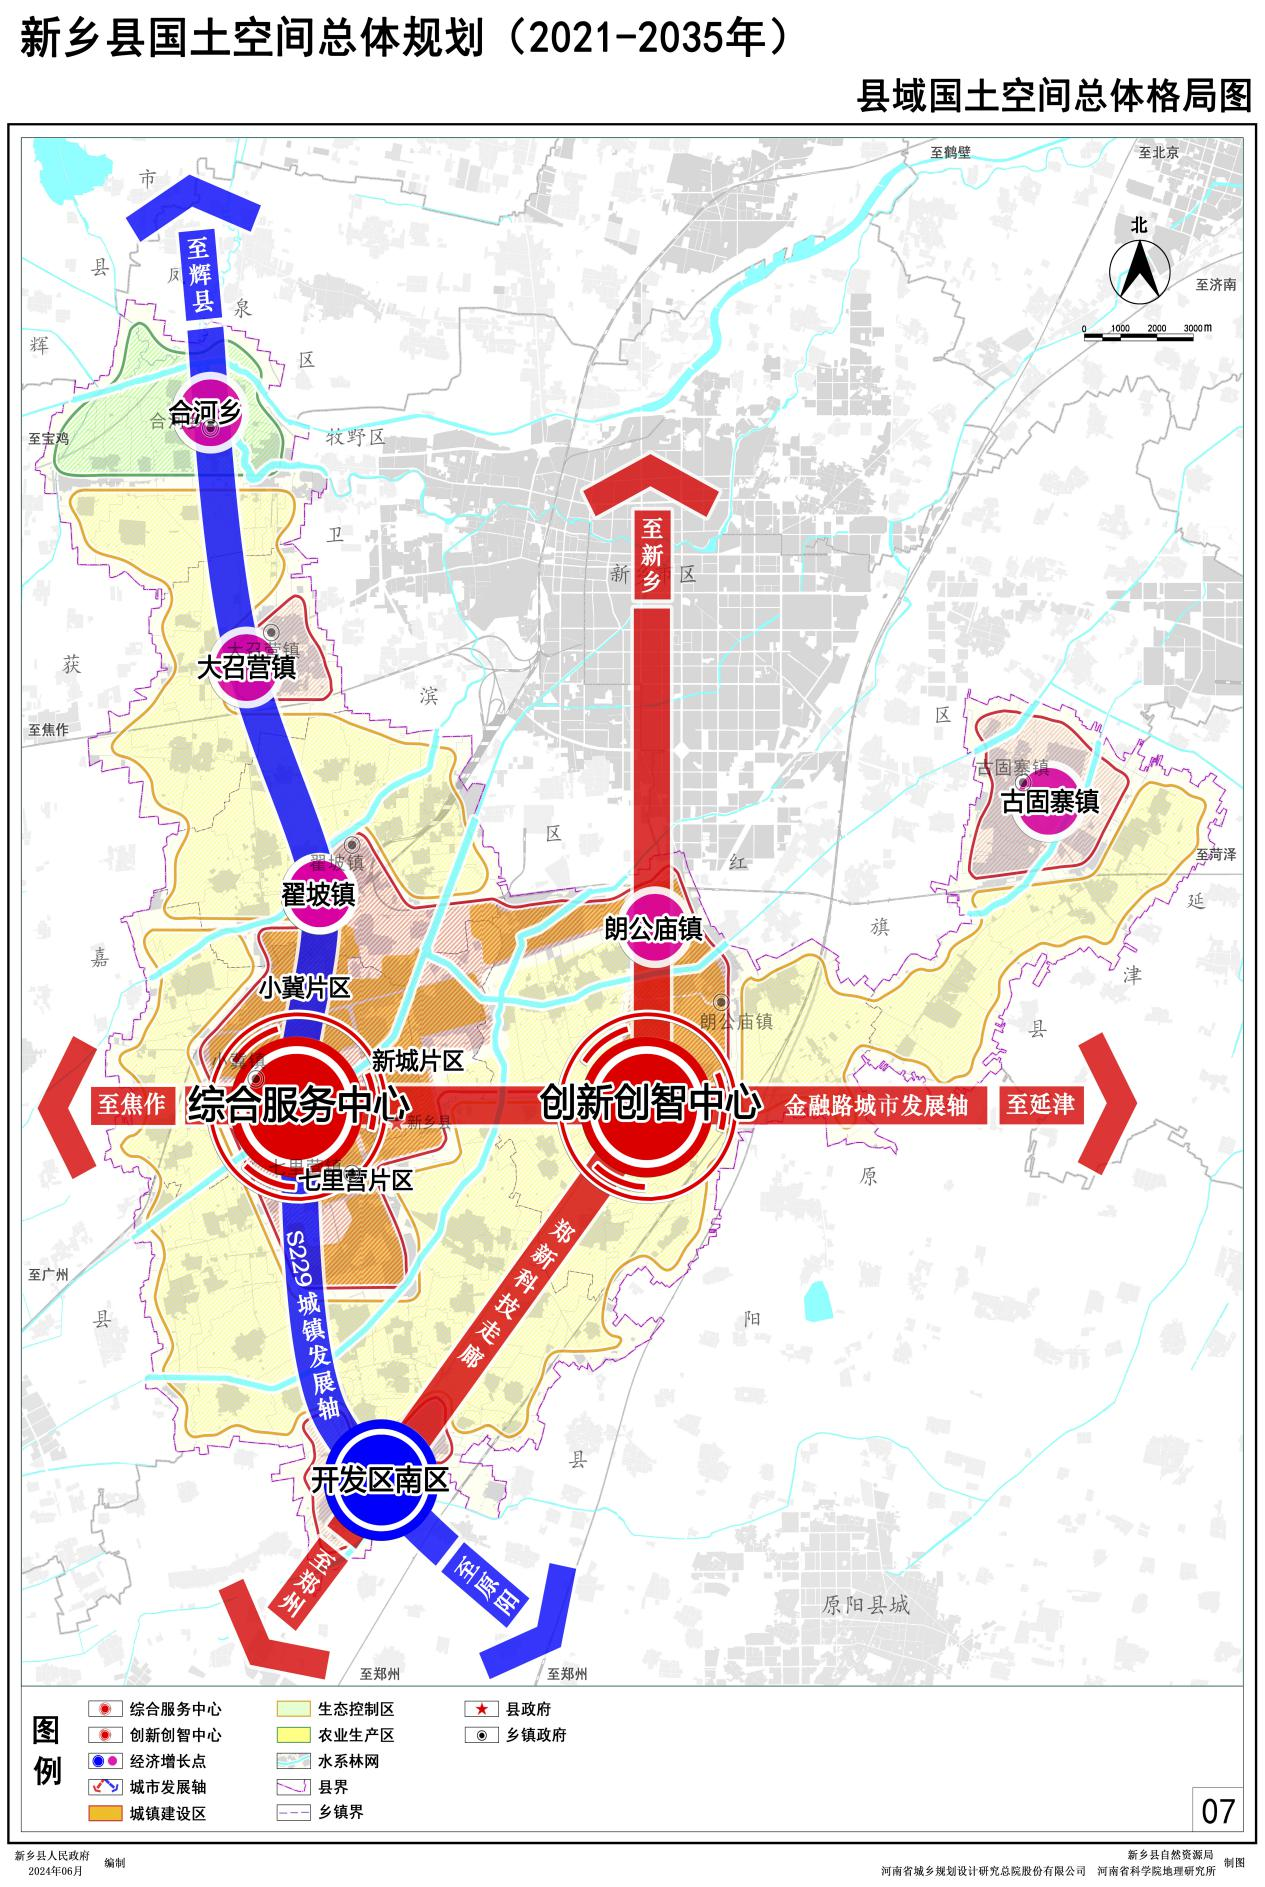 新乡县国土空间总体规划（2021-2035年）
县域国土空间总体格局图
至鹤壁
至北京
市
北
县
凤
至辉县
泉
至济南
0 1000 2000 3000m
辉
区
合河乡
牧野区
至宝鸡
卫
至新乡
新乡市区
大召营镇
大召营镇
获
滨
区
至焦作
古固寨镇
古固寨镇
区
红
至菏泽
翟坡镇
翟坡镇
延
朗公庙镇
旗
嘉
津
小冀片区
朗公庙镇
县
小冀镇
新城片区
至焦作
综合服务中心
创新创智中心
金融路城市发展轴
至延津
新乡县
七里营镇
七里营片区
原
郑新科技走廊
S229城镇发展轴
至广州
县
阳
县
开发区南区
至郑州
至原阳
原阳县城
至郑州
至郑州
图例
综合服务中心
创新创智中心
经济增长点
城市发展轴
城镇建设区
生态控制区
农业生产区
水系林网
县界
乡镇界
县政府
乡镇政府
07
新乡县人民政府
2024年06月
编制
新乡县自然资源局
河南省城乡规划设计研究总院股份有限公司 河南省科学院地理研究所
制图